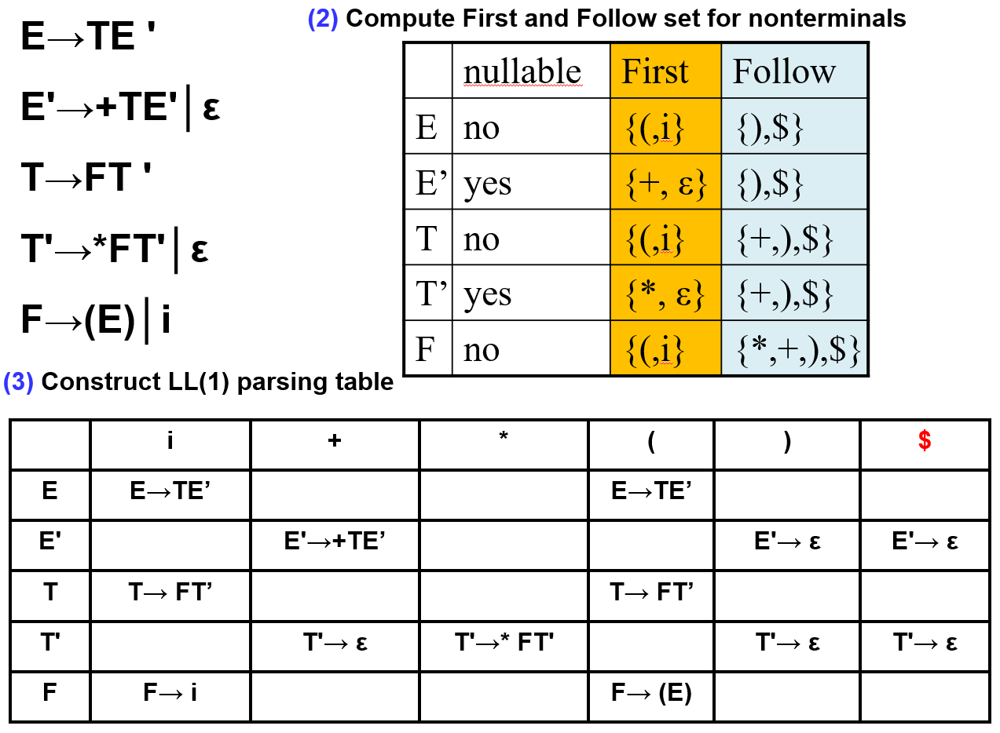 E→TE '
E'→+TE'|ε
T→FT '
T'→*FT'|ε
F→(E)|i
(2) Compute First and Follow set for nonterminals
nullable First Follow
E no {(,i} {),$}
E’ yes {+, ε} {),$}
T no {(,i} {+,),$}
T’ yes {*, ε} {+,),$}
F no {(,i} {*,+,),$}
(3) Construct LL(1) parsing table
i + * ( ) $
E E→TE’ E→TE’
E' E'→+TE’ E'→ ε E'→ ε
T T→ FT’ T→ FT’
T' T'→ ε T'→* FT' T'→ ε T'→ ε
F F→ i F→ (E)